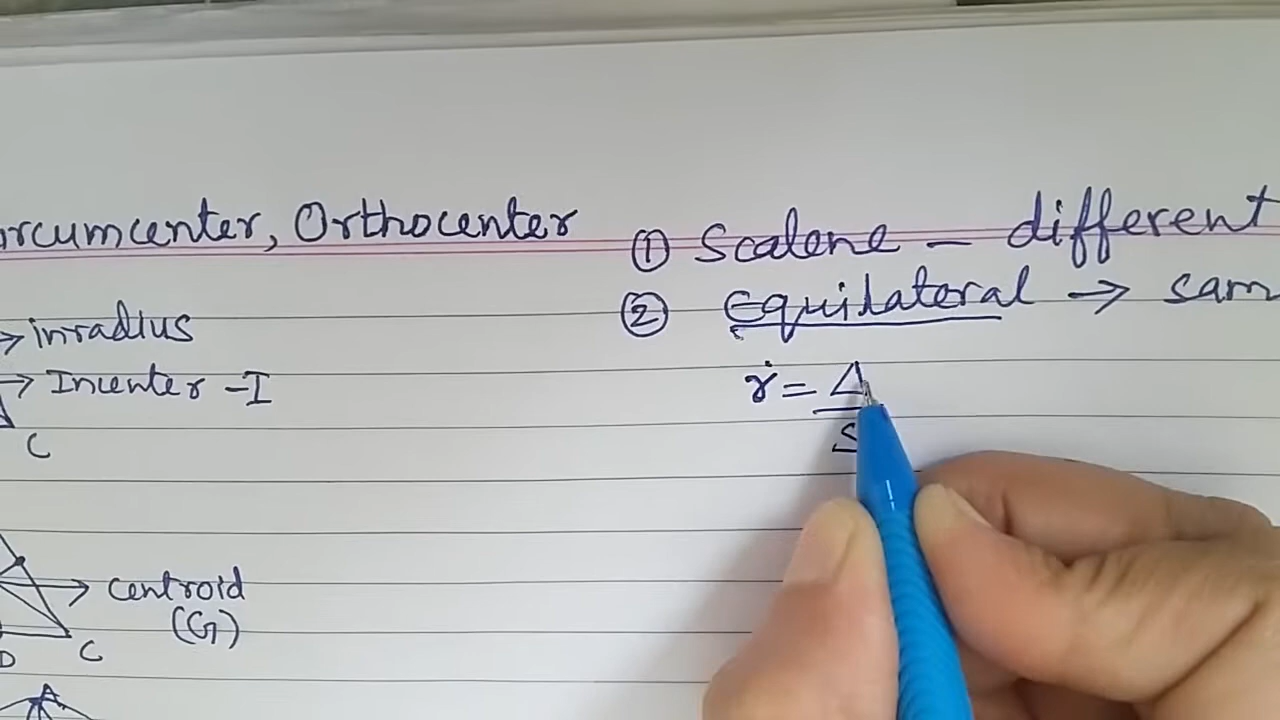 rcumcenter, Orthocenter
→ inradius
→ Incenter - I
C
→ centroid
(G)
D C
A
① Scalene - different
② Equilateral → sam
r = Δ
s